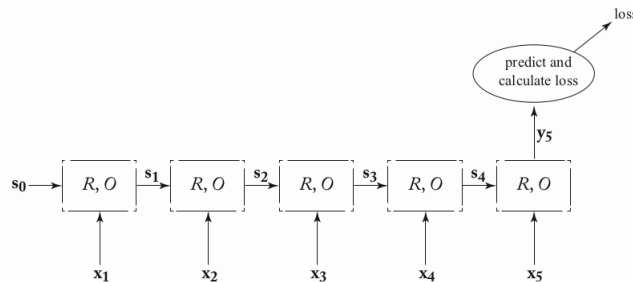 loss
predict and
calculate loss
y5
s0 R, O s1 R, O s2 R, O s3 R, O s4 R, O
x1 x2 x3 x4 x5